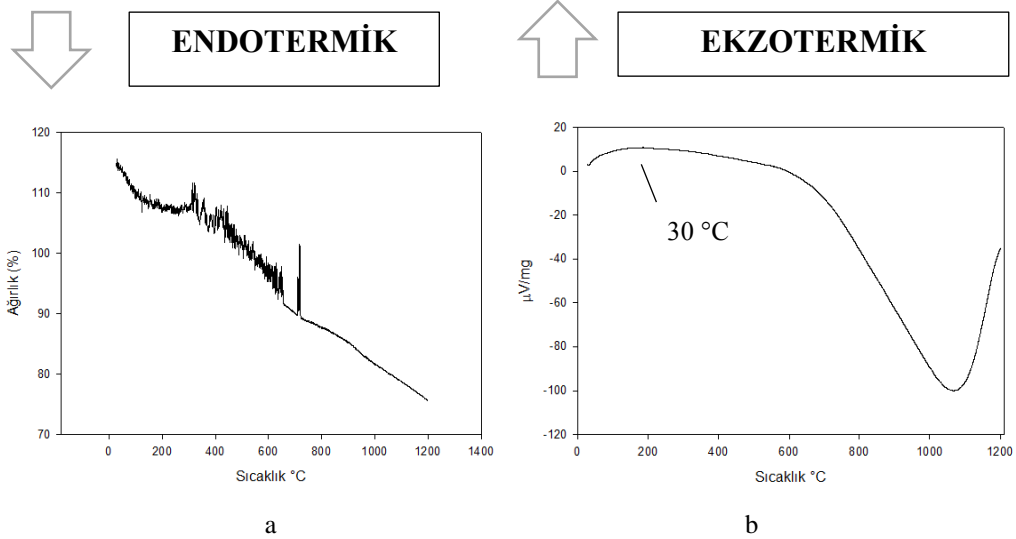 ENDOTERMİK
EKZOTERMİK
120
110
100
90
80
70
Ağırlık (%)
0 200 400 600 800 1000 1200 1400
Sıcaklık °C
a
20
0
-20
-40
-60
-80
-100
-120
µV/mg
30 °C
0 200 400 600 800 1000 1200
Sıcaklık °C
b